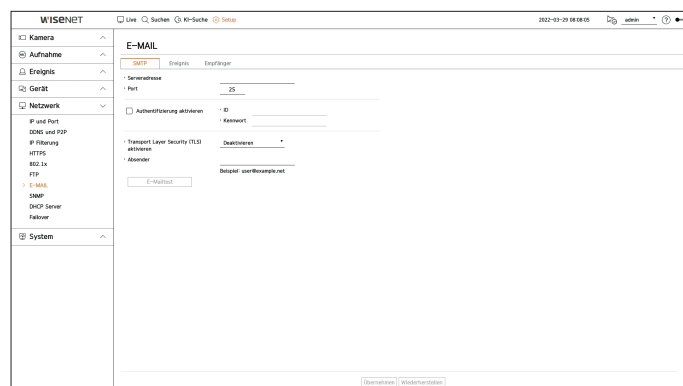 WISENET
Live Suchen KI-Suche Setup
2022-03-29 08:08:05 admin ?
Kamera
Aufnahme
Ereignis
Gerät
Netzwerk
IP und Port
DDNS und P2P
IP Filterung
HTTPS
802.1x
FTP
E-MAIL
SNMP
DHCP Server
Failover
System
E-MAIL
SMTP Ereignis Empfänger
Serveradresse
Port 25
Authentifizierung aktivieren
ID
Kennwort
Transport Layer Security (TLS) aktivieren
Deaktivieren
Absender
Beispiel: user@example.net
E-Mailtest
Übernehmen Wiederherstellen